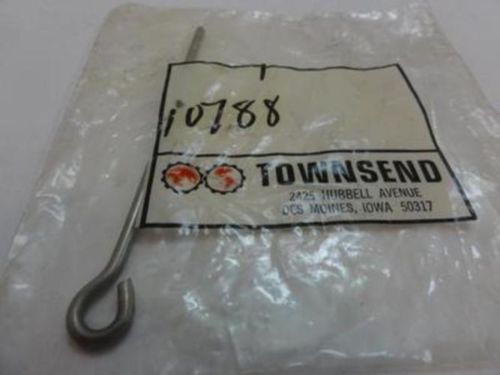 10788
TOWNSEND
2425 HUBBELL AVENUE
DES MOINES, IOWA 50317